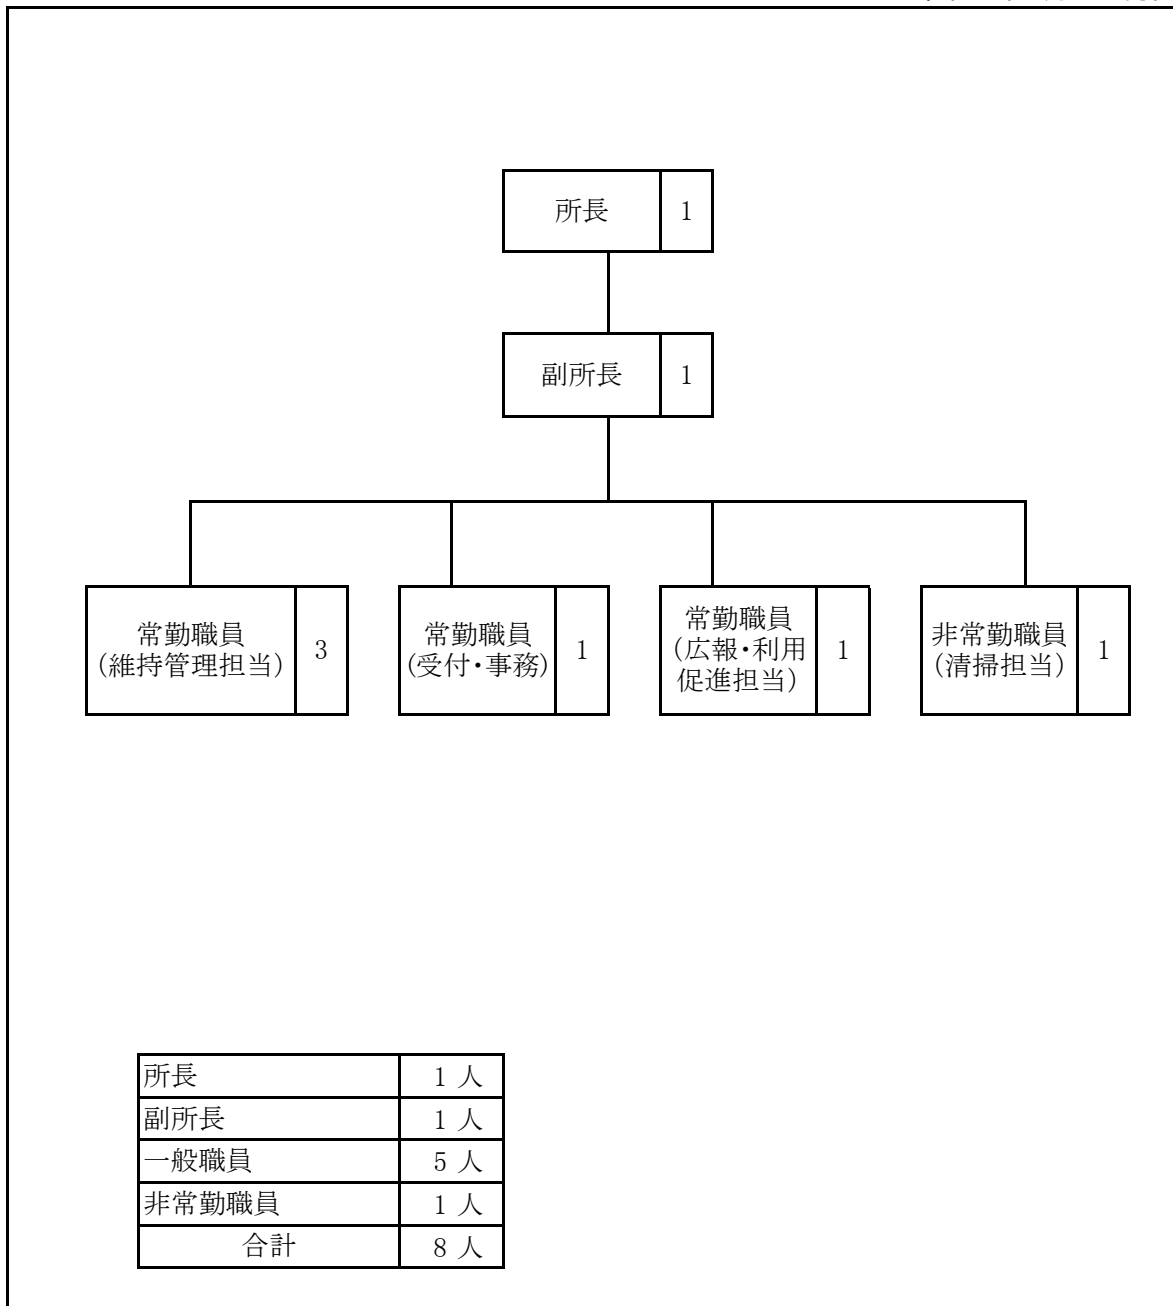 所長 1
副所長 1
常勤職員
(維持管理担当) 3
常勤職員
(受付・事務) 1
常勤職員
(広報・利用
促進担当) 1
非常勤職員
(清掃担当) 1
所長 1 人
副所長 1 人
一般職員 5 人
非常勤職員 1 人
合計 8 人